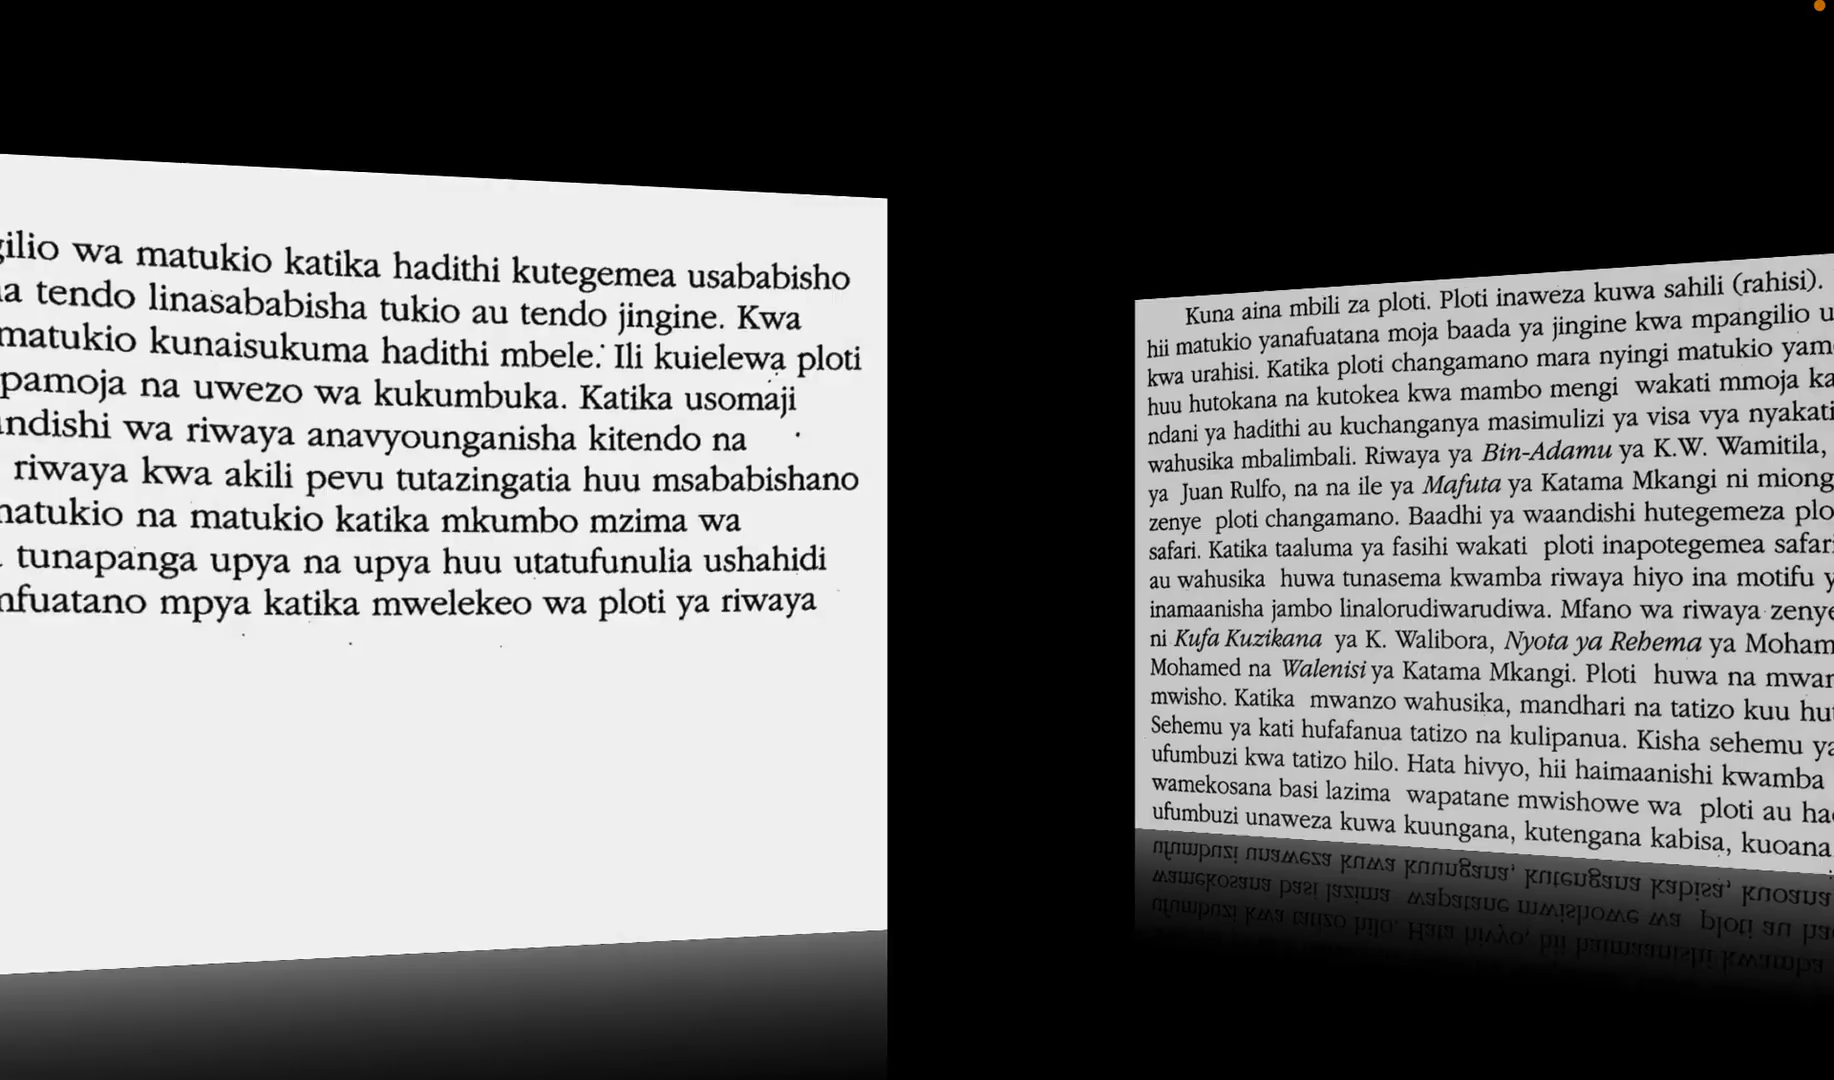 wa matukio katika hadithi kutegemea usababisho
tendo linasababisha tukio au tendo jingine. Kwa
matukio kunaisukuma hadithi mbele. Ili kuielewa ploti
pamoja na uwezo wa kukumbuka. Katika usomaji
wa riwaya anavyounganisha kitendo na
riwaya kwa akili pevu tutazingatia huu msababishano
na matukio katika mkumbo mzima wa
tunapanga upya na upya huu utatufunulia ushahidi
mpya katika mwelekeo wa ploti ya riwaya
Kuna aina mbili za ploti. Ploti inaweza kuwa sahili (rahisi).
hii matukio yanafuatana moja baada ya jingine kwa mpangilio
kwa urahisi. Katika ploti changamano mara nyingi matukio
huu hutokana na kutokea kwa mambo mengi wakati mmoja
ndani ya hadithi au kuchanganya masimulizi ya visa vya
wahusika mbalimbali. Riwaya ya Bin-Adamu ya K.W. Wamitila,
ya Juan Rulfo, na na ile ya Mafuta ya Katama Mkangi ni
zenye ploti changamano. Baadhi ya waandishi hutegemeza
safari. Katika taaluma ya fasihi wakati ploti inapotegemea
au wahusika huwa tunasema kwamba riwaya hiyo ina motifu
inamaanisha jambo linalorudiwarudiwa. Mfano wa riwaya
ni Kufa Kuzikana ya K. Walibora, Nyota ya Rehema ya
Mohamed na Walenisi ya Katama Mkangi. Ploti huwa na
mwisho. Katika mwanzo wahusika, mandhari na tatizo kuu
Sehemu ya kati hufafanua tatizo na kulipanua. Kisha sehemu
ufumbuzi kwa tatizo hilo. Hata hivyo, hii haimaanishi kwamba
wamekosana basi lazima wapatane mwishowe wa ploti au
ufumbuzi unaweza kuwa kuungana, kutengana kabisa, kuoana